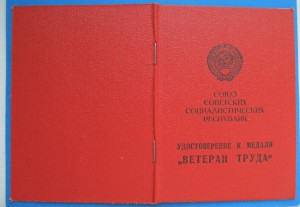 СОЮЗ
СОВЕТСКИХ
СОЦИАЛИСТИЧЕСКИХ
РЕСПУБЛИК
УДОСТОВЕРЕНИЕ К МЕДАЛИ
„ВЕТЕРАН ТРУДА“